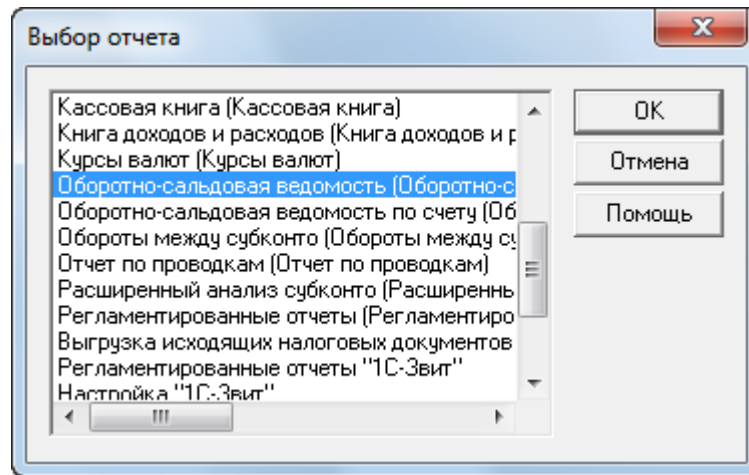 Выбор отчета
Кассовая книга (Кассовая книга)
Книга доходов и расходов (Книга доходов и р
Курсы валют (Курсы валют)
Оборотно-сальдовая ведомость (Оборотно-с
Оборотно-сальдовая ведомость по счету (Об
Обороты между субконто (Обороты между су
Отчет по проводкам (Отчет по проводкам)
Расширенный анализ субконто (Расширеннь
Регламентированные отчеты (Регламентиро
Выгрузка исходящих налоговых документов
Регламентированные отчеты "1С-Звит"
Настройка "1С-Звит"
OK
Отмена
Помощь